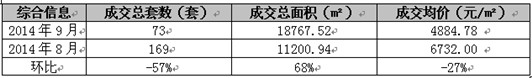 综合信息 成交总套数（套） 成交总面积（m²） 成交均价（元/m²）
2014年9月 73 18767.52 4884.78
2014年8月 169 11200.94 6732.00
环比 -57% 68% -27%